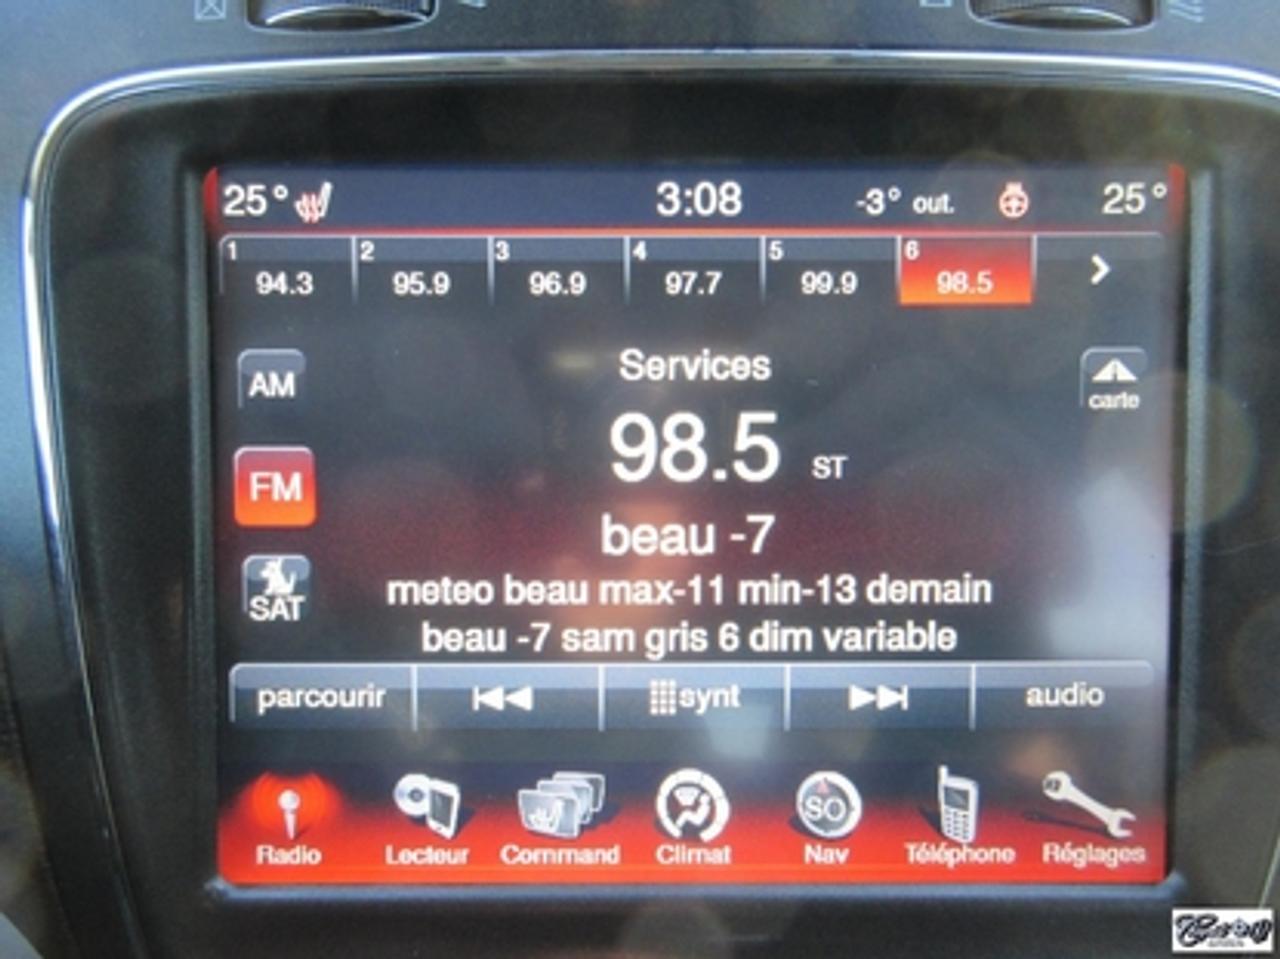 25° 3:08 -3° out. 25°
1 2 3 4 5 6
94.3 95.9 96.9 97.7 99.9 98.5
AM Services carte
98.5 ST
FM
beau -7
SAT meteo beau max-11 min-13 demain
beau -7 sam gris 6 dim variable
parcourir synt audio
SO
Radio Lecteur Command Climat Nav Téléphone Réglages